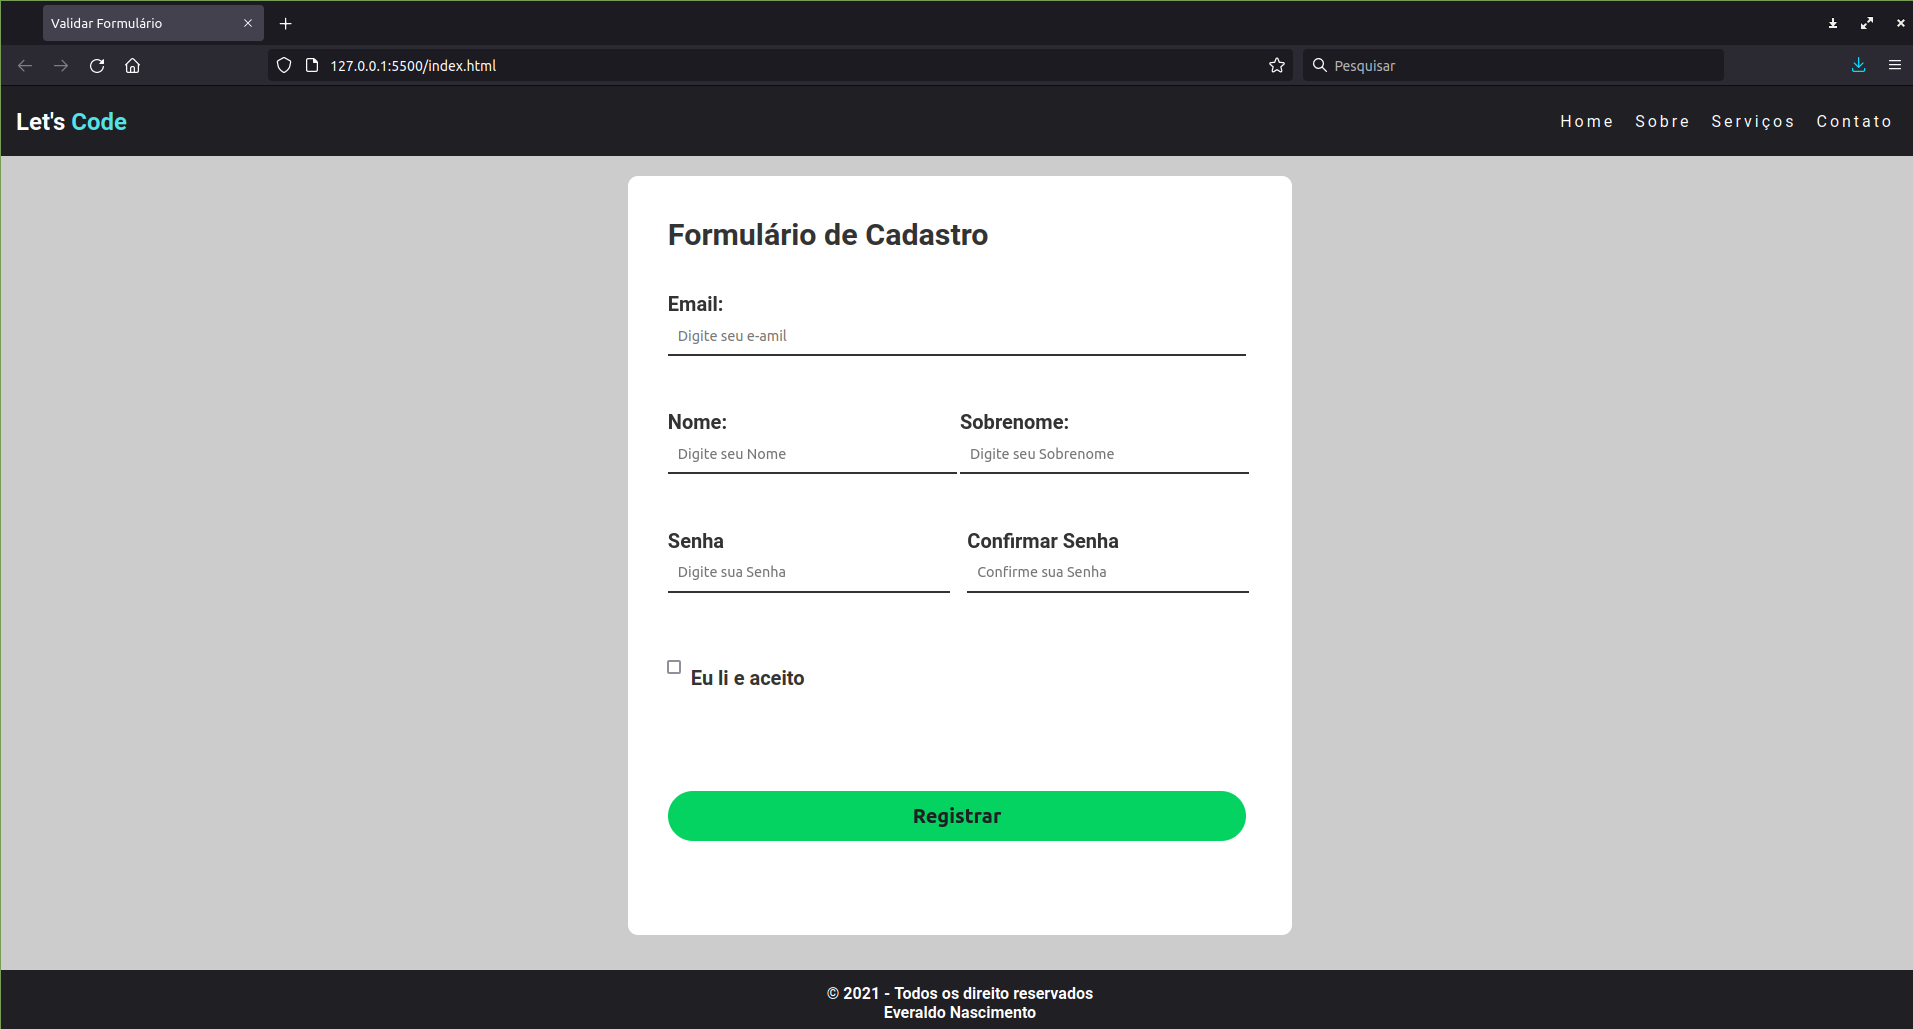 Validar Formulário
127.0.0.1:5500/index.html
Pesquisar
Let's Code
Home Sobre Serviços Contato
Formulário de Cadastro
Email:
Digite seu e-amil
Nome: Sobrenome:
Digite seu Nome Digite seu Sobrenome
Senha Confirmar Senha
Digite sua Senha Confirme sua Senha
Eu li e aceito
Registrar
© 2021 - Todos os direito reservados
Everaldo Nascimento